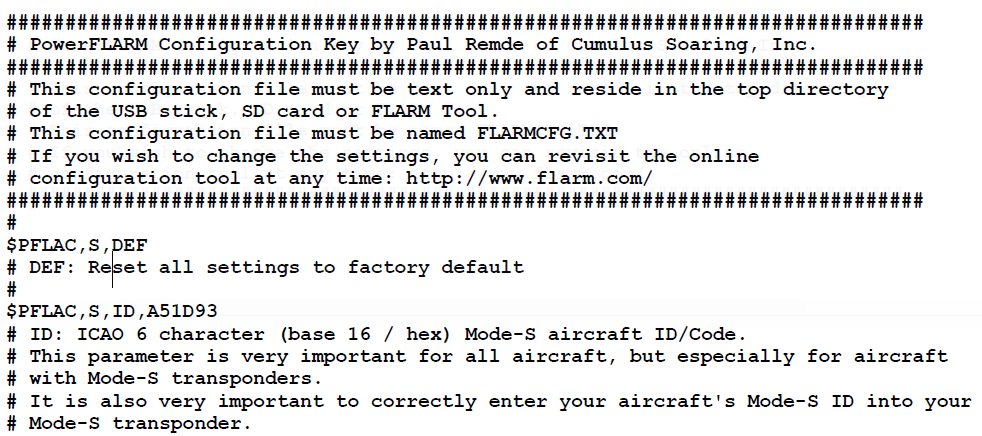 ##############################################################################
# PowerFLARM Configuration Key by Paul Remde of Cumulus Soaring, Inc.
##############################################################################
# This configuration file must be text only and reside in the top directory
# of the USB stick, SD card or FLARM Tool.
# This configuration file must be named FLARMCFG.TXT
# If you wish to change the settings, you can revisit the online
# configuration tool at any time: http://www.flarm.com/
##############################################################################
#
$PFLAC,S,DEF
# DEF: Reset all settings to factory default
#
$PFLAC,S,ID,A51D93
# ID: ICAO 6 character (base 16 / hex) Mode-S aircraft ID/Code.
# This parameter is very important for all aircraft, but especially for aircraft
# with Mode-S transponders.
# It is also very important to correctly enter your aircraft's Mode-S ID into your
# Mode-S transponder.